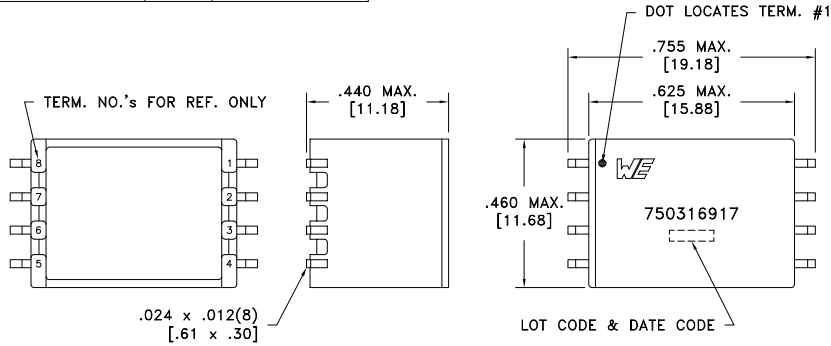 DOT LOCATES TERM. #1
.755 MAX.
[19.18]
.440 MAX.
[11.18]
.625 MAX.
[15.88]
TERM. NO.'s FOR REF. ONLY
8
7
6
5
1
2
3
4
WE
.460 MAX.
[11.68]
750316917
.024 x .012(8)
[.61 x .30]
LOT CODE & DATE CODE